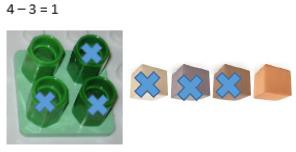 4 – 3 = 1